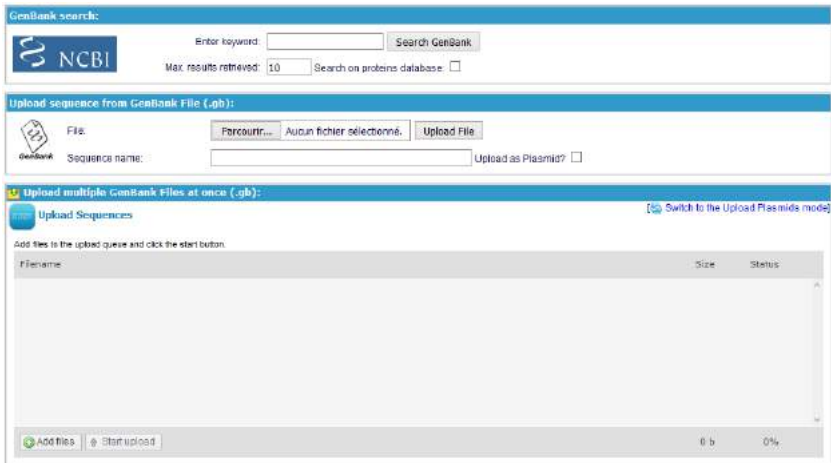 GenBank search:
NCBI
Enter keyword:
Search GenBank
Max. results retrieved: 10 Search on proteins database:
Upload sequence from GenBank File (.gb):
GenBank
File: Parcourir... Aucun fichier sélectionné. Upload File
Sequence name: Upload as Plasmid?
Upload multiple GenBank Files at once (.gb):
Upload Sequences
[Switch to the Upload Plasmids mode]
Add files to the upload queue and click the start button.
Filename Size Status
Add files Start upload 0 b 0%